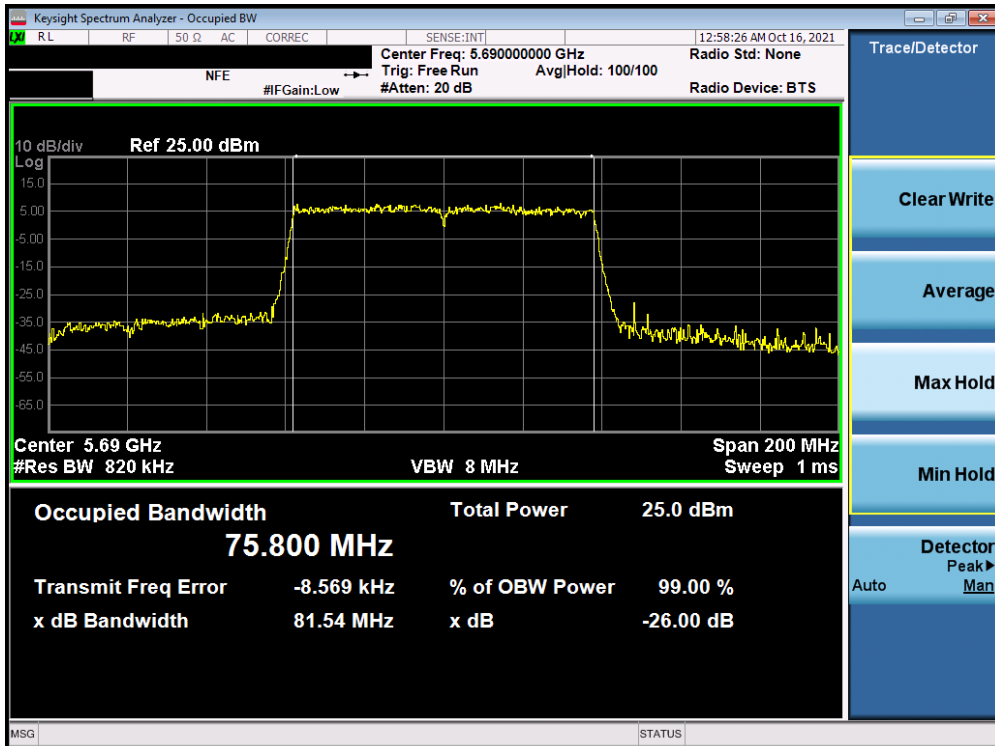 Keysight Spectrum Analyzer - Occupied BW
LXI RL RF 50 Ω AC CORREC SENSE:INT 12:58:26 AM Oct 16, 2021
Center Freq: 5.690000000 GHz Radio Std: None
NFE Trig: Free Run Avg|Hold: 100/100
#IFGain:Low #Atten: 20 dB Radio Device: BTS
Trace/Detector
10 dB/div Ref 25.00 dBm
Log
15.0
5.00
-5.00
-15.0
-25.0
-35.0
-45.0
-55.0
-65.0
Center 5.69 GHz Span 200 MHz
#Res BW 820 kHz VBW 8 MHz Sweep 1 ms
Occupied Bandwidth Total Power 25.0 dBm
75.800 MHz
Transmit Freq Error -8.569 kHz % of OBW Power 99.00 %
x dB Bandwidth 81.54 MHz x dB -26.00 dB
Clear Write
Average
Max Hold
Min Hold
Detector
Peak▶
Auto Man
MSG STATUS